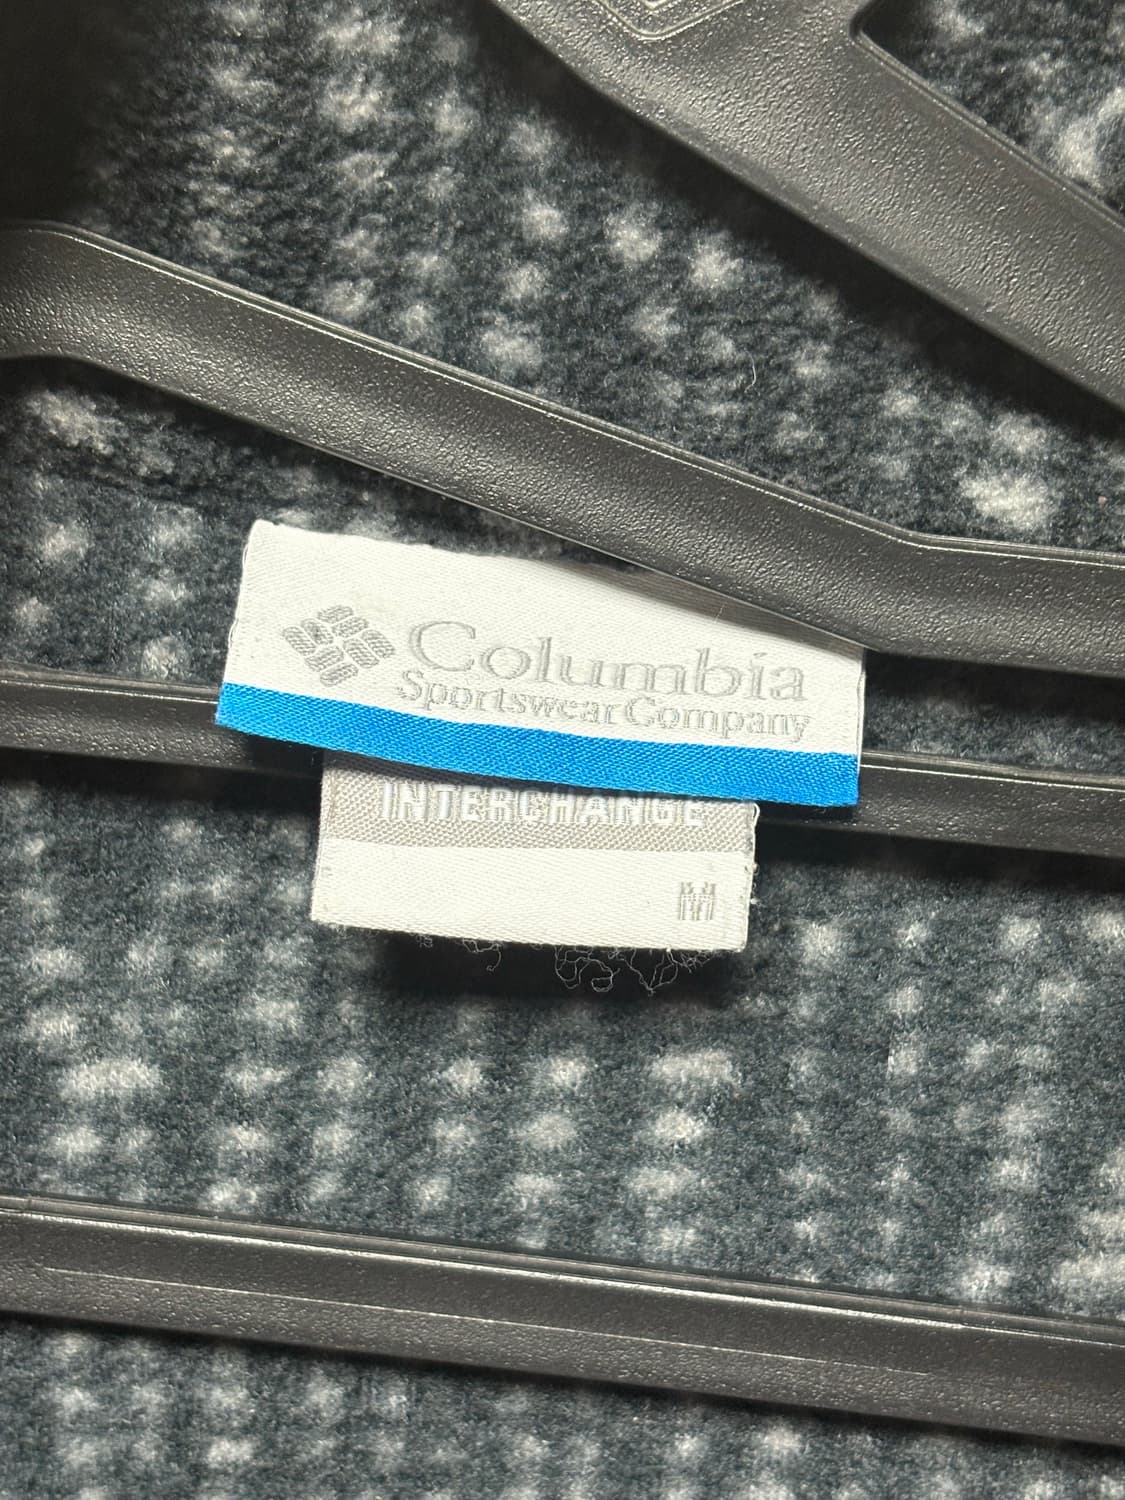 Columbia
Sportswear Company
INTERCHANGE
M